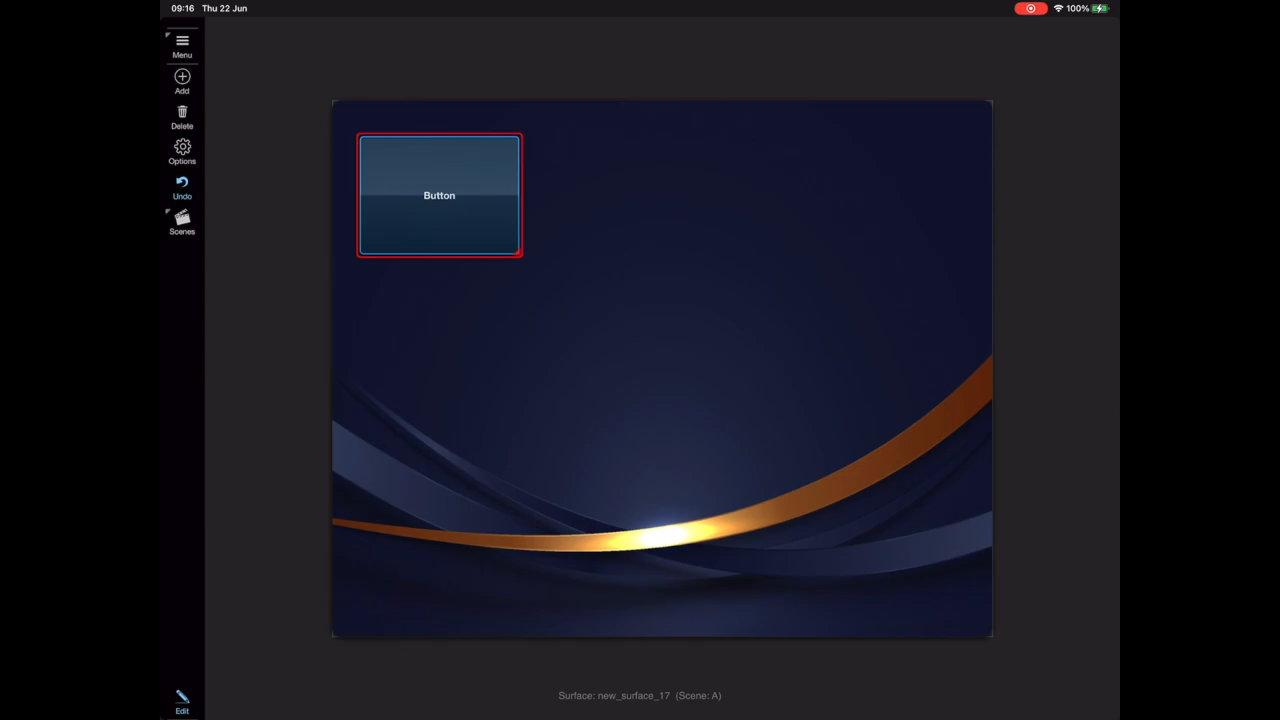 09:16 Thu 22 Jun
100%
Menu
Add
Delete
Options
Undo
Scenes
Button
Edit
Surface: new_surface_17 (Scene: A)